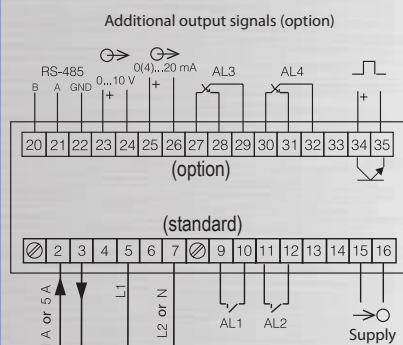 Additional output signals (option)
RS-485
B A GND
0...10 V
+
0(4)...20 mA
+
AL3
AL4
+
20 21 22 23 24 25 26 27 28 29 30 31 32 33 34 35
(option)
(standard)
2 3 4 5 6 7 9 10 11 12 13 14 15 16
A or 5 A
L1
L2 or N
AL1
AL2
Supply